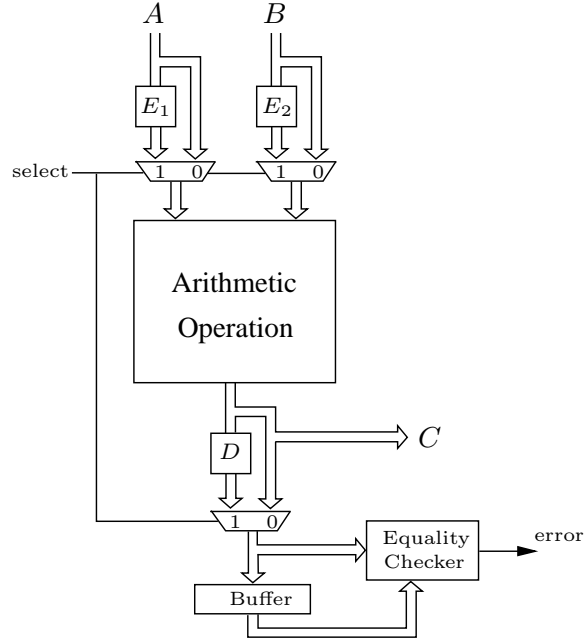 A B
E1 E2
select 1 0 1 0
Arithmetic
Operation
C
D
1 0
Equality
Checker
error
Buffer